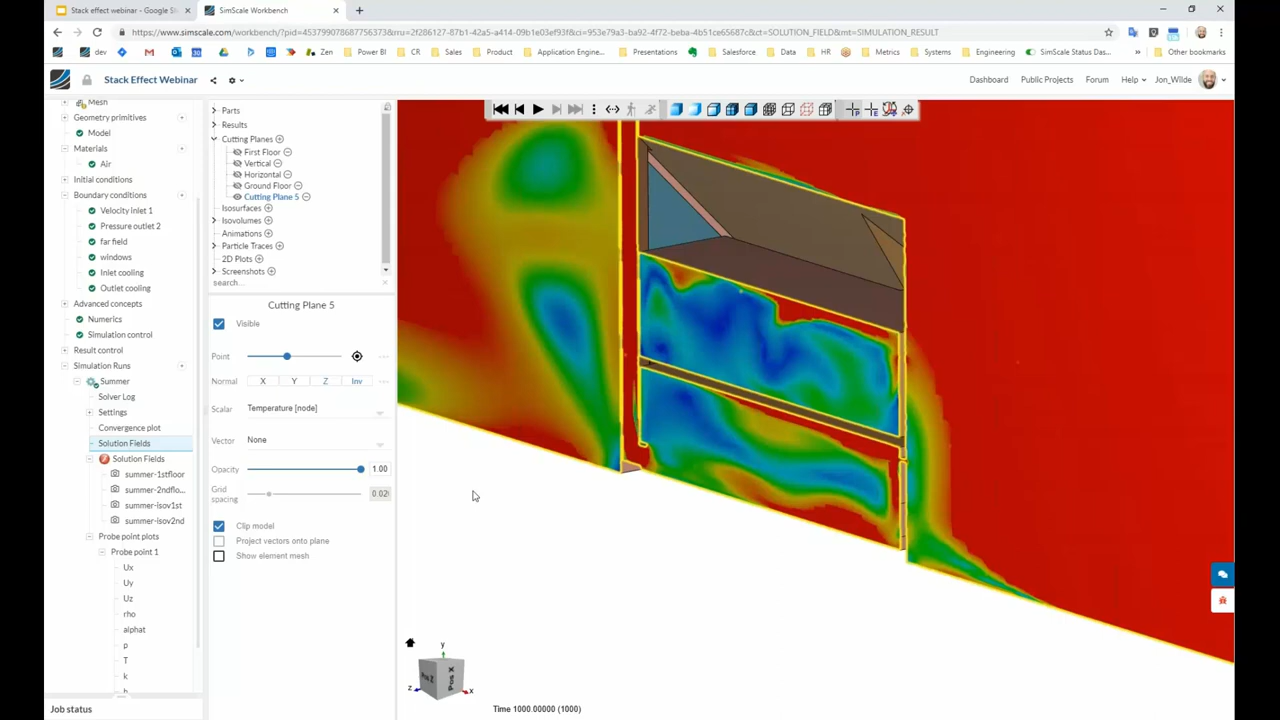 Stack effect webinar - Google Sl
SimScale Workbench
https://www.simscale.com/workbench/?pid=4537990786875673&3&rru=2f286127-87b1-42a5-a414-09b1e03ef93f&ci=953e79a3-ba92-4f72-beba-4b51ce65687c&st=SOLUTION_FIELD&mt=SIMULATION_RESULT
dev
Zen
Power BI
CR
Sales
Product
Application Engine...
Presentations
Salesforce
Data
HR
Metrics
Systems
Engineering
SimScale Status Das...
Other bookmarks
Stack Effect Webinar
Dashboard
Public Projects
Forum
Help
Jon_Wilde
Mesh
Geometry primitives
Model
Materials
Air
Initial conditions
Boundary conditions
Velocity inlet 1
Pressure outlet 2
far field
windows
Inlet cooling
Outlet cooling
Advanced concepts
Numerics
Simulation control
Result control
Simulation Runs
Summer
Solver Log
Settings
Convergence plot
Solution Fields
Solution Fields
summer-1stfloor
summer-2ndflo...
summer-isov1st
summer-isov2nd
Probe point plots
Probe point 1
Ux
Uy
Uz
rho
alphat
p
T
k
Job status
Parts
Results
Cutting Planes
First Floor
Vertical
Horizontal
Ground Floor
Cutting Plane 5
Isosurfaces
Isovolumes
Animations
Particle Traces
2D Plots
Screenshots
search...
Cutting Plane 5
Visible
Point
Normal X Y Z Inv
Scalar Temperature [node]
Vector None
Opacity 1.00
Grid
spacing
0.02
Clip model
Project vectors onto plane
Show element mesh
y
z
x
Pos Z
Pos X
Time 1000.00000 (1000)